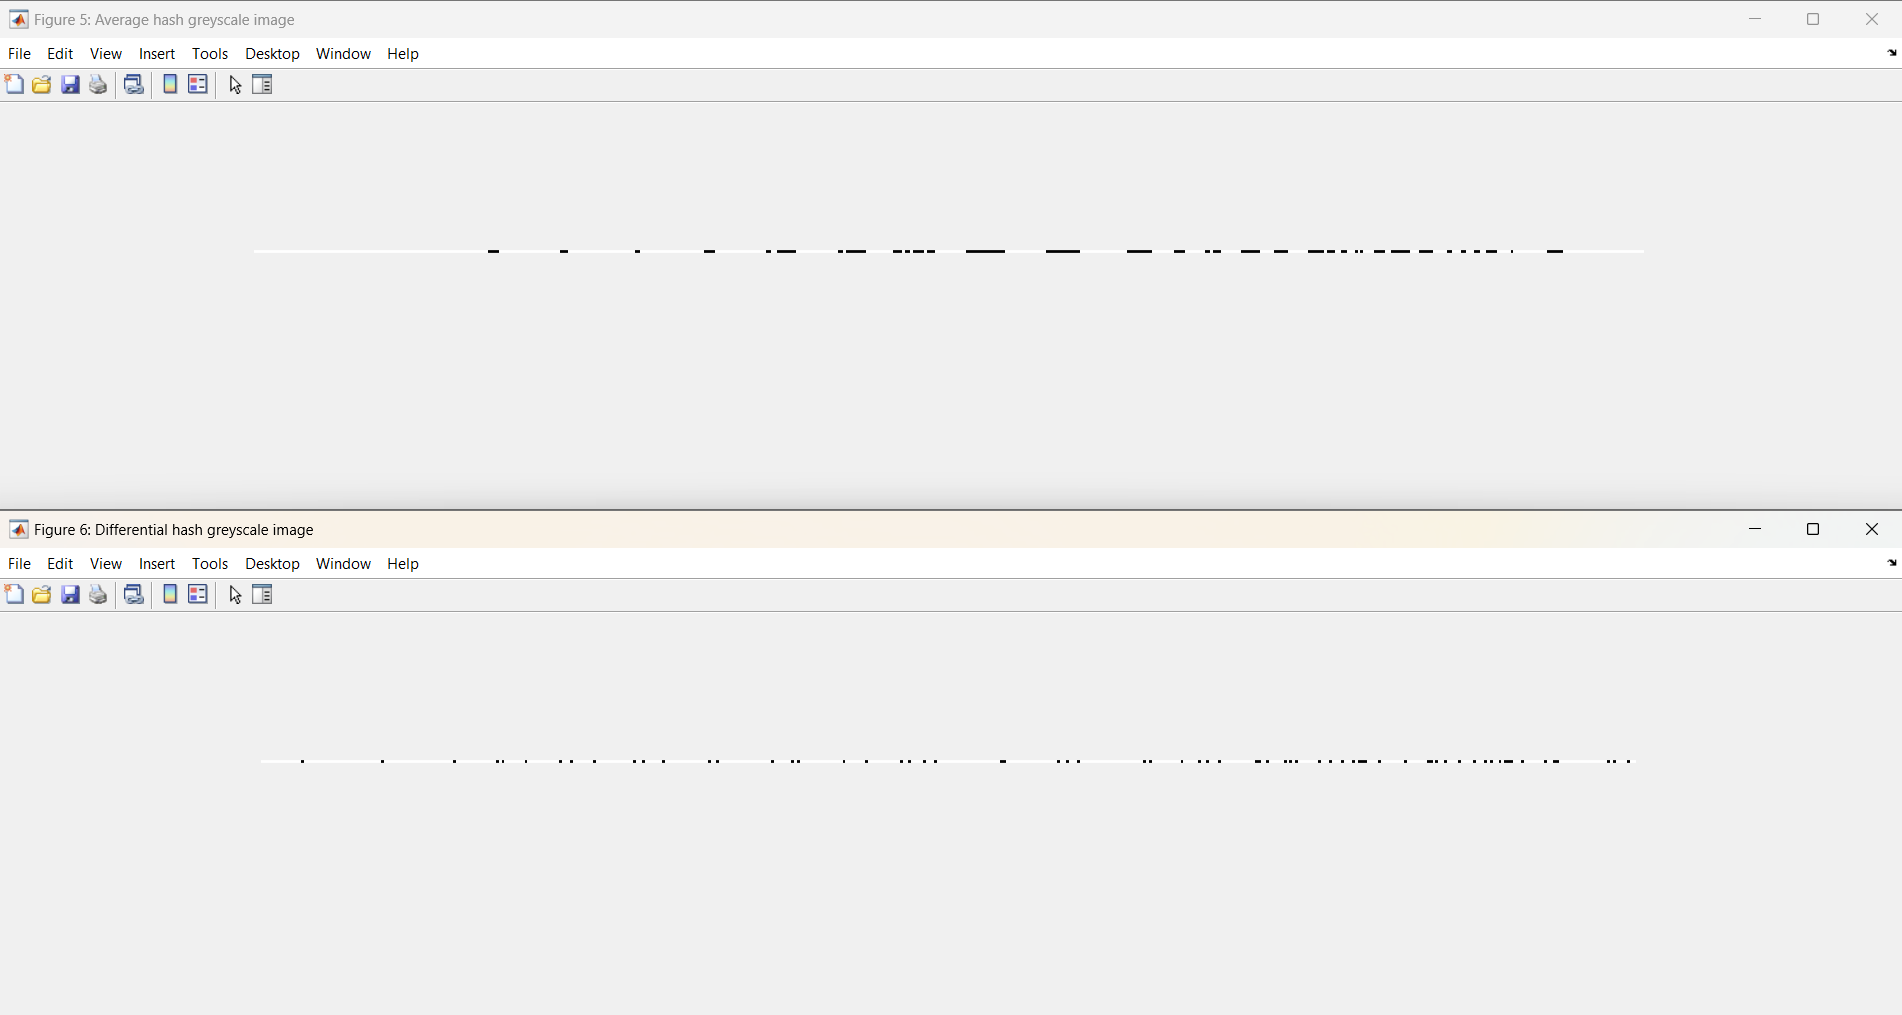 Figure 5: Average hash greyscale image
File Edit View Insert Tools Desktop Window Help
Figure 6: Differential hash greyscale image
File Edit View Insert Tools Desktop Window Help